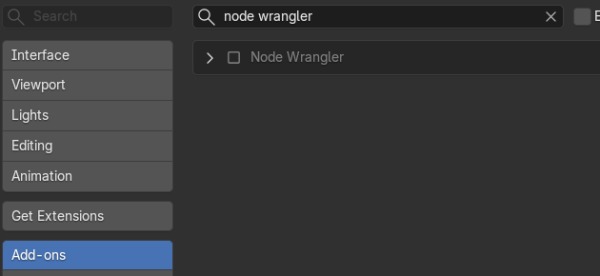 Search
node wrangler
E
Interface
Node Wrangler
Viewport
Lights
Editing
Animation
Get Extensions
Add-ons